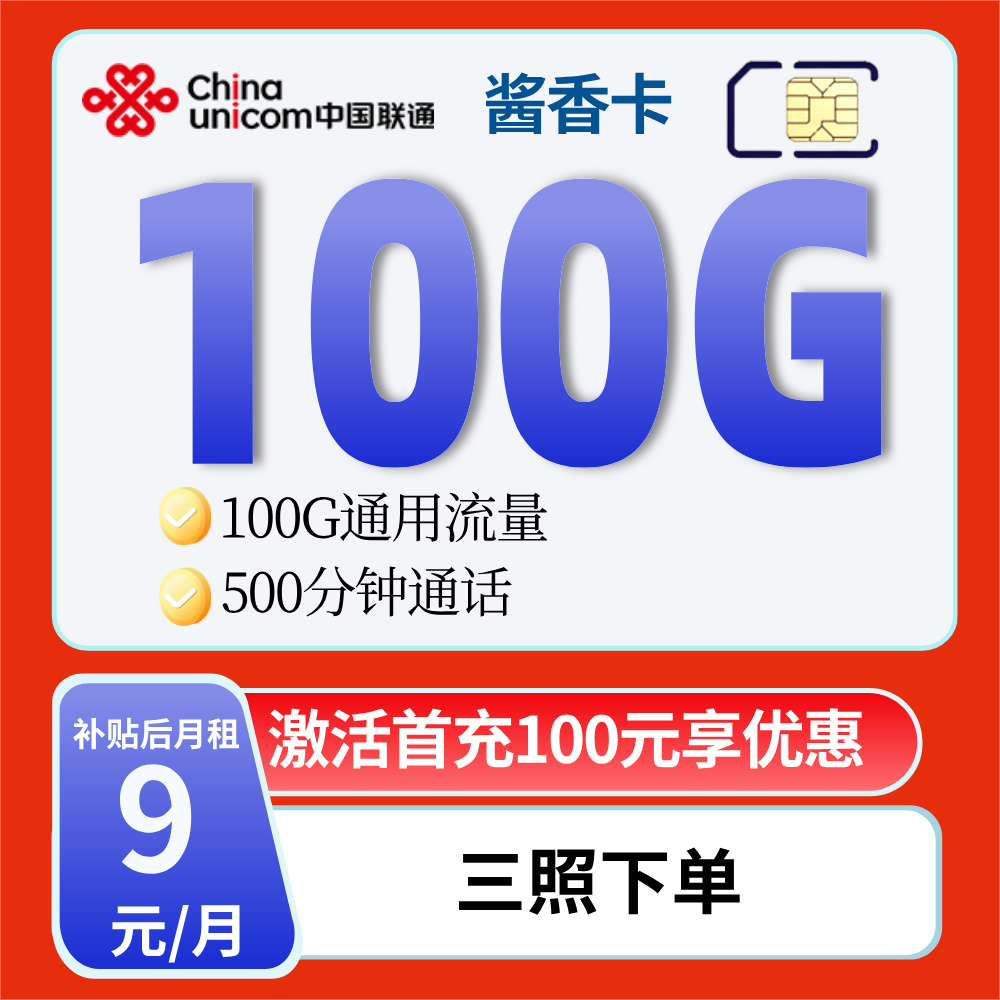 China
unicom中国联通
酱香卡
100G
100G通用流量
500分钟通话
补贴后月租
9
元/月
激活首充100元享优惠
三照下单